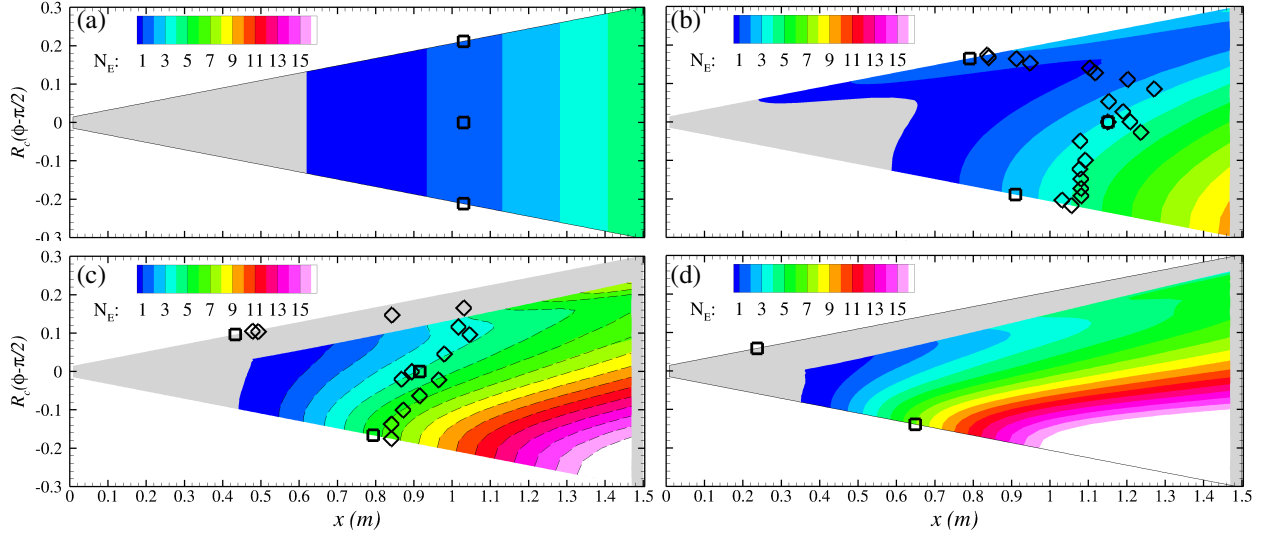 (a)
N_E: 1 3 5 7 9 11 13 15
0.3
0.2
0.1
0
-0.1
-0.2
-0.3
R_c(ϕ-π/2)
(b)
N_E: 1 3 5 7 9 11 13 15
(c)
N_E: 1 3 5 7 9 11 13 15
0.3
0.2
0.1
0
-0.1
-0.2
-0.3
R_c(ϕ-π/2)
0 0.1 0.2 0.3 0.4 0.5 0.6 0.7 0.8 0.9 1 1.1 1.2 1.3 1.4 1.5
x (m)
(d)
N_E: 1 3 5 7 9 11 13 15
0 0.1 0.2 0.3 0.4 0.5 0.6 0.7 0.8 0.9 1 1.1 1.2 1.3 1.4 1.5
x (m)